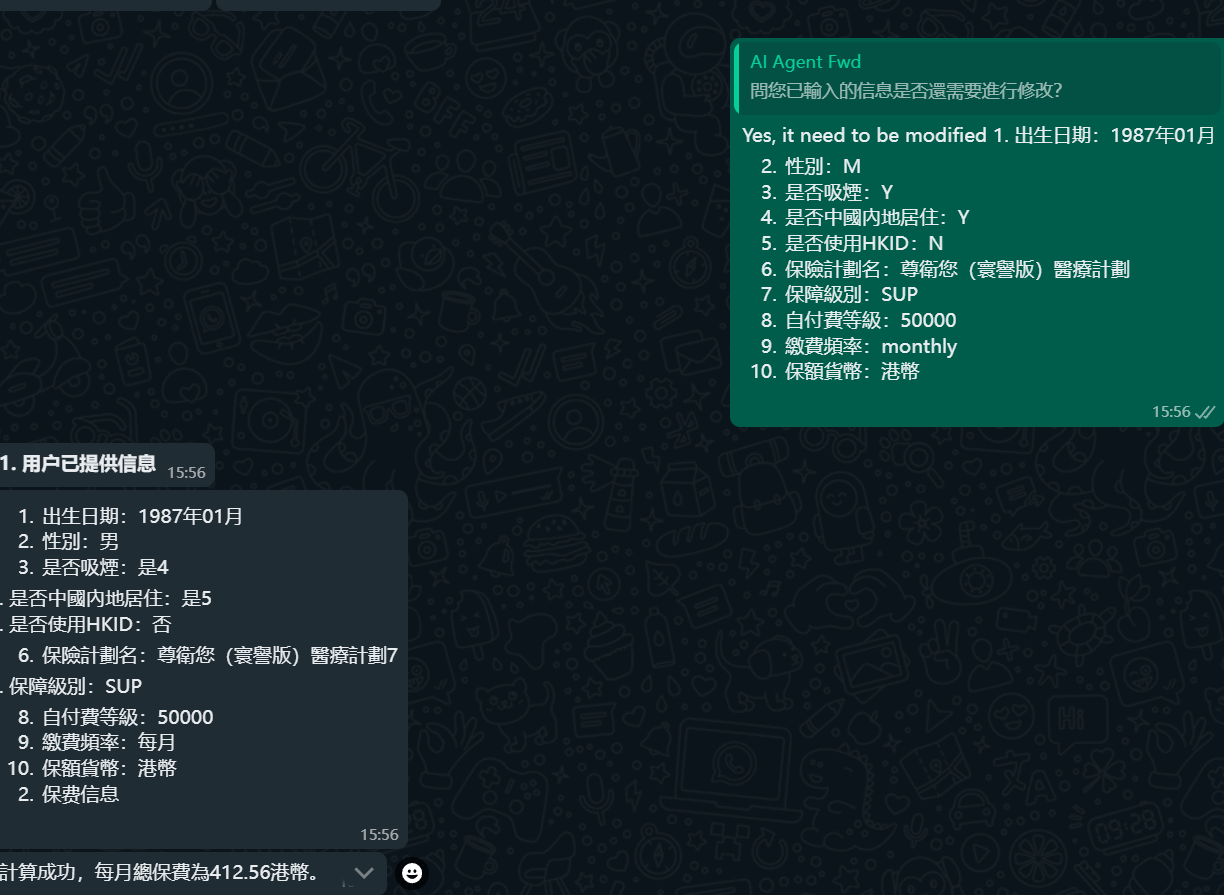 AI Agent Fwd
問您已輸入的信息是否還需要進行修改?
Yes, it need to be modified 1. 出生日期：1987年01月
2. 性別：M
3. 是否吸煙：Y
4. 是否中國內地居住：Y
5. 是否使用HKID：N
6. 保險計劃名：尊衛您（寰譽版）醫療計劃
7. 保障級別：SUP
8. 自付費等級：50000
9. 繳費頻率：monthly
10. 保額貨幣：港幣
15:56
1. 用户已提供信息
15:56
1. 出生日期：1987年01月
2. 性別：男
3. 是否吸煙：是4
. 是否中國內地居住：是5
. 是否使用HKID：否
6. 保險計劃名：尊衛您（寰譽版）醫療計劃7
. 保障級別：SUP
8. 自付費等級：50000
9. 繳費頻率：每月
10. 保額貨幣：港幣
2. 保费信息
15:56
計算成功，每月總保費為412.56港幣。